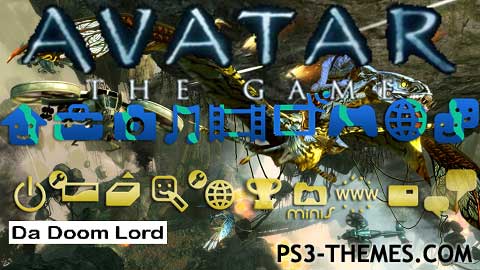 AVATAR
THE GAME
www
minis
Da Doom Lord
PS3-THEMES.COM